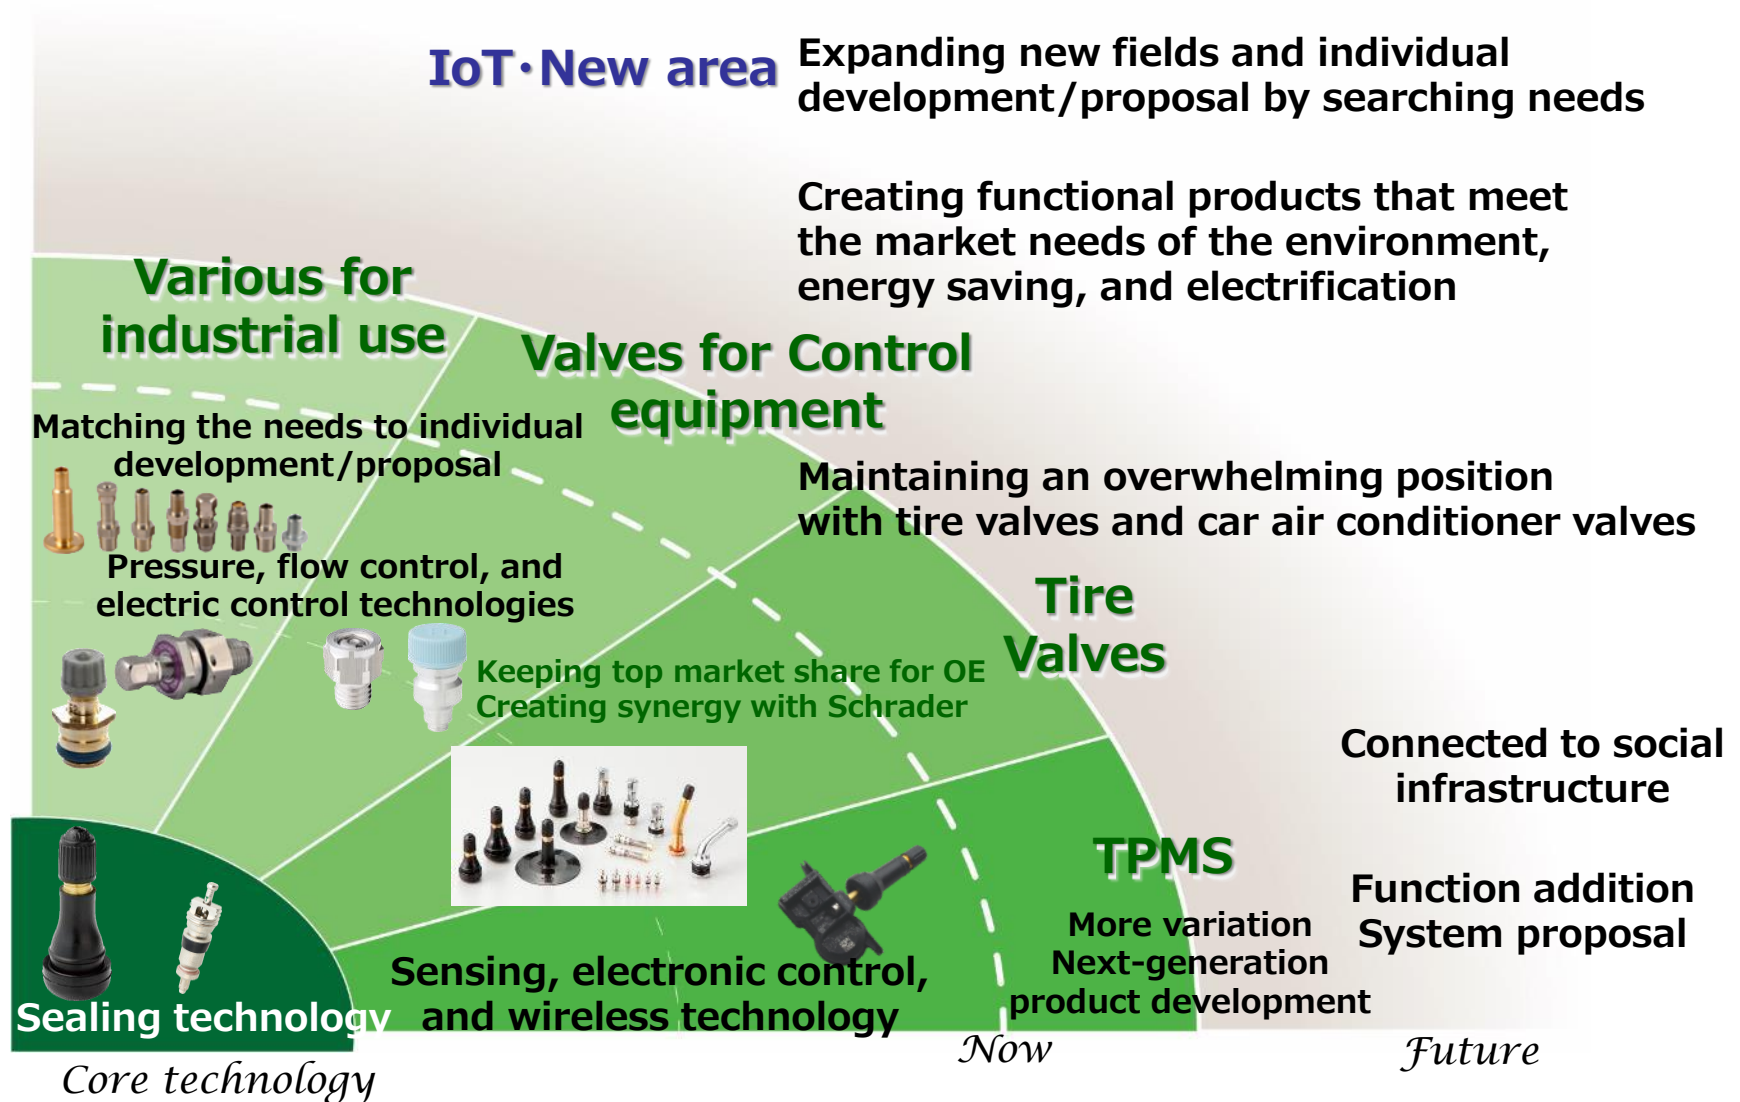 IoT・New area
Expanding new fields and individual
development/proposal by searching needs
Creating functional products that meet
the market needs of the environment,
energy saving, and electrification
Various for
industrial use
Valves for Control
equipment
Matching the needs to individual
development/proposal
Maintaining an overwhelming position
with tire valves and car air conditioner valves
Pressure, flow control, and
electric control technologies
Tire
Valves
Keeping top market share for OE
Creating synergy with Schrader
Connected to social
infrastructure
TPMS
More variation
Next-generation
product development
Function addition
System proposal
Sensing, electronic control,
and wireless technology
Sealing technology
Core technology
Now
Future